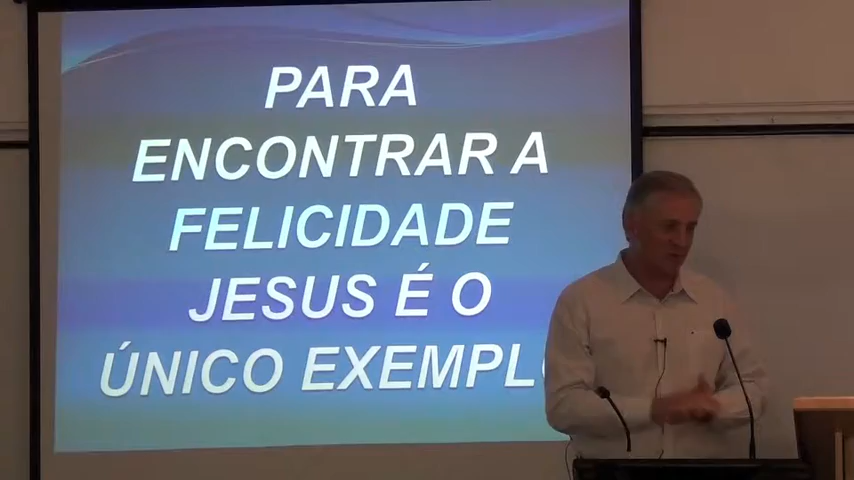 PARA
ENCONTRAR A
FELICIDADE
JESUS É O
ÚNICO EXEMPLO